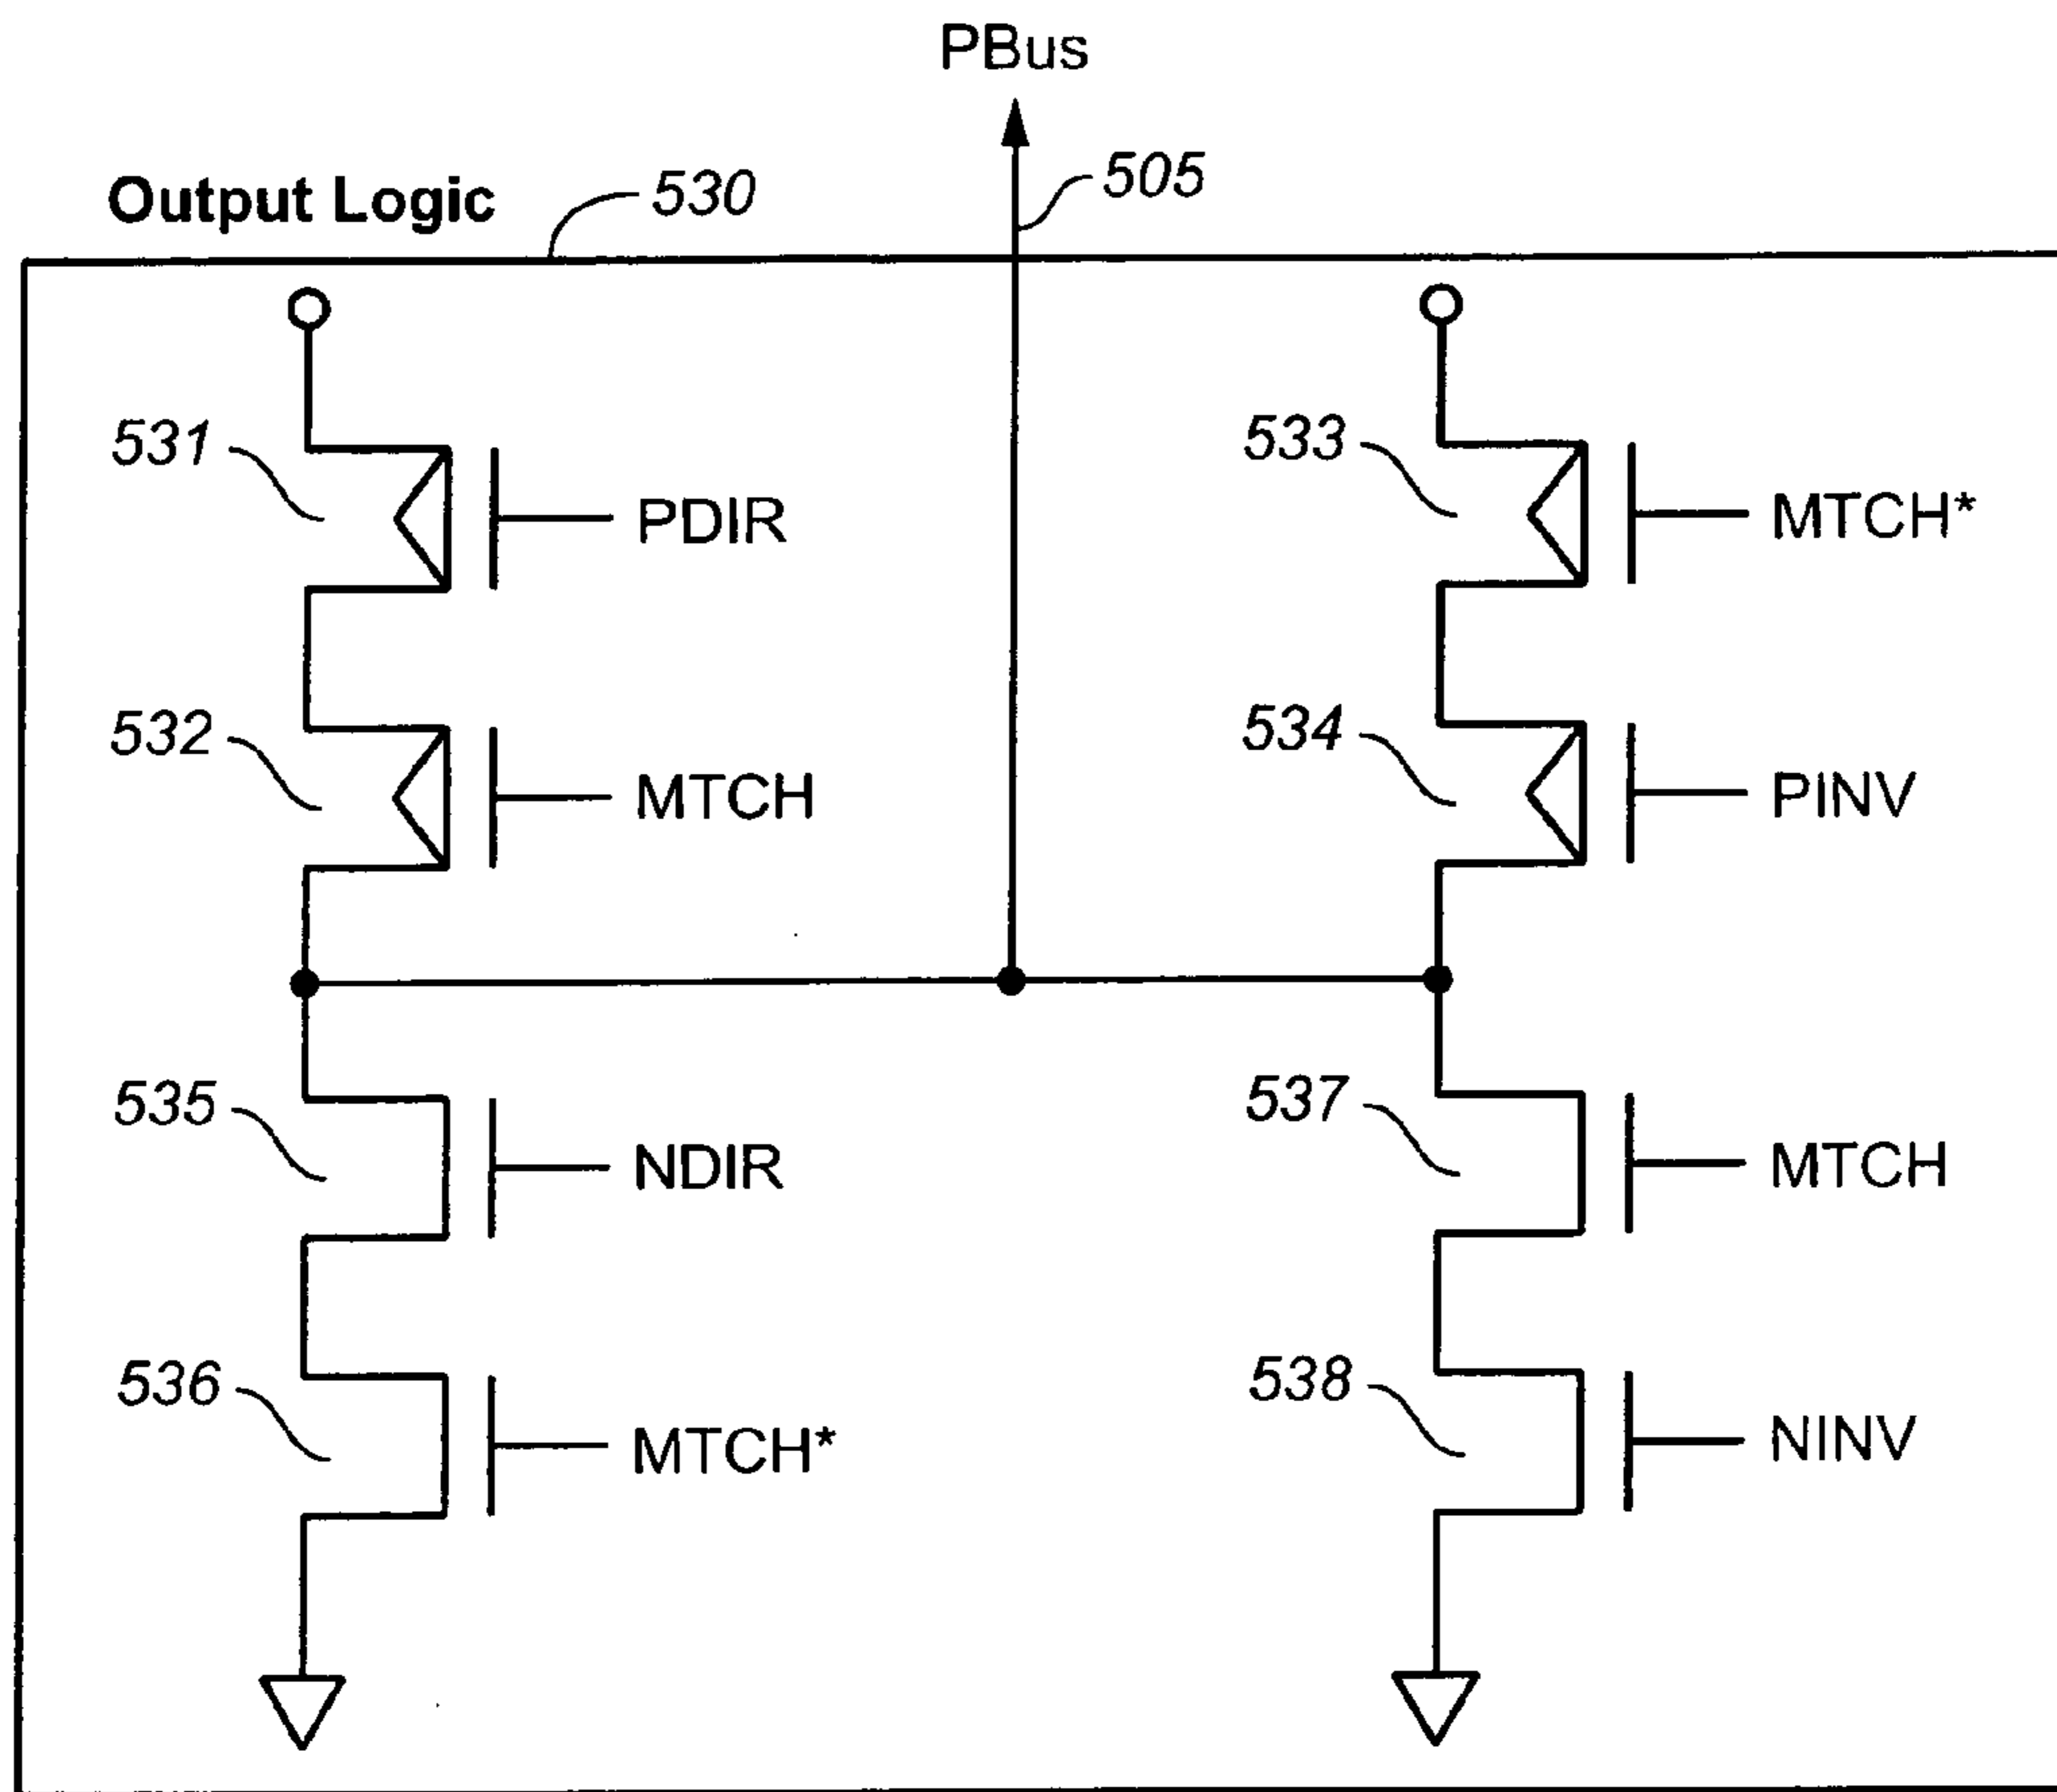 PBus
505
Output Logic 530
531 PDIR
533 MTCH*
532 MTCH
534 PINV
535 NDIR
537 MTCH
536 MTCH*
538 NINV